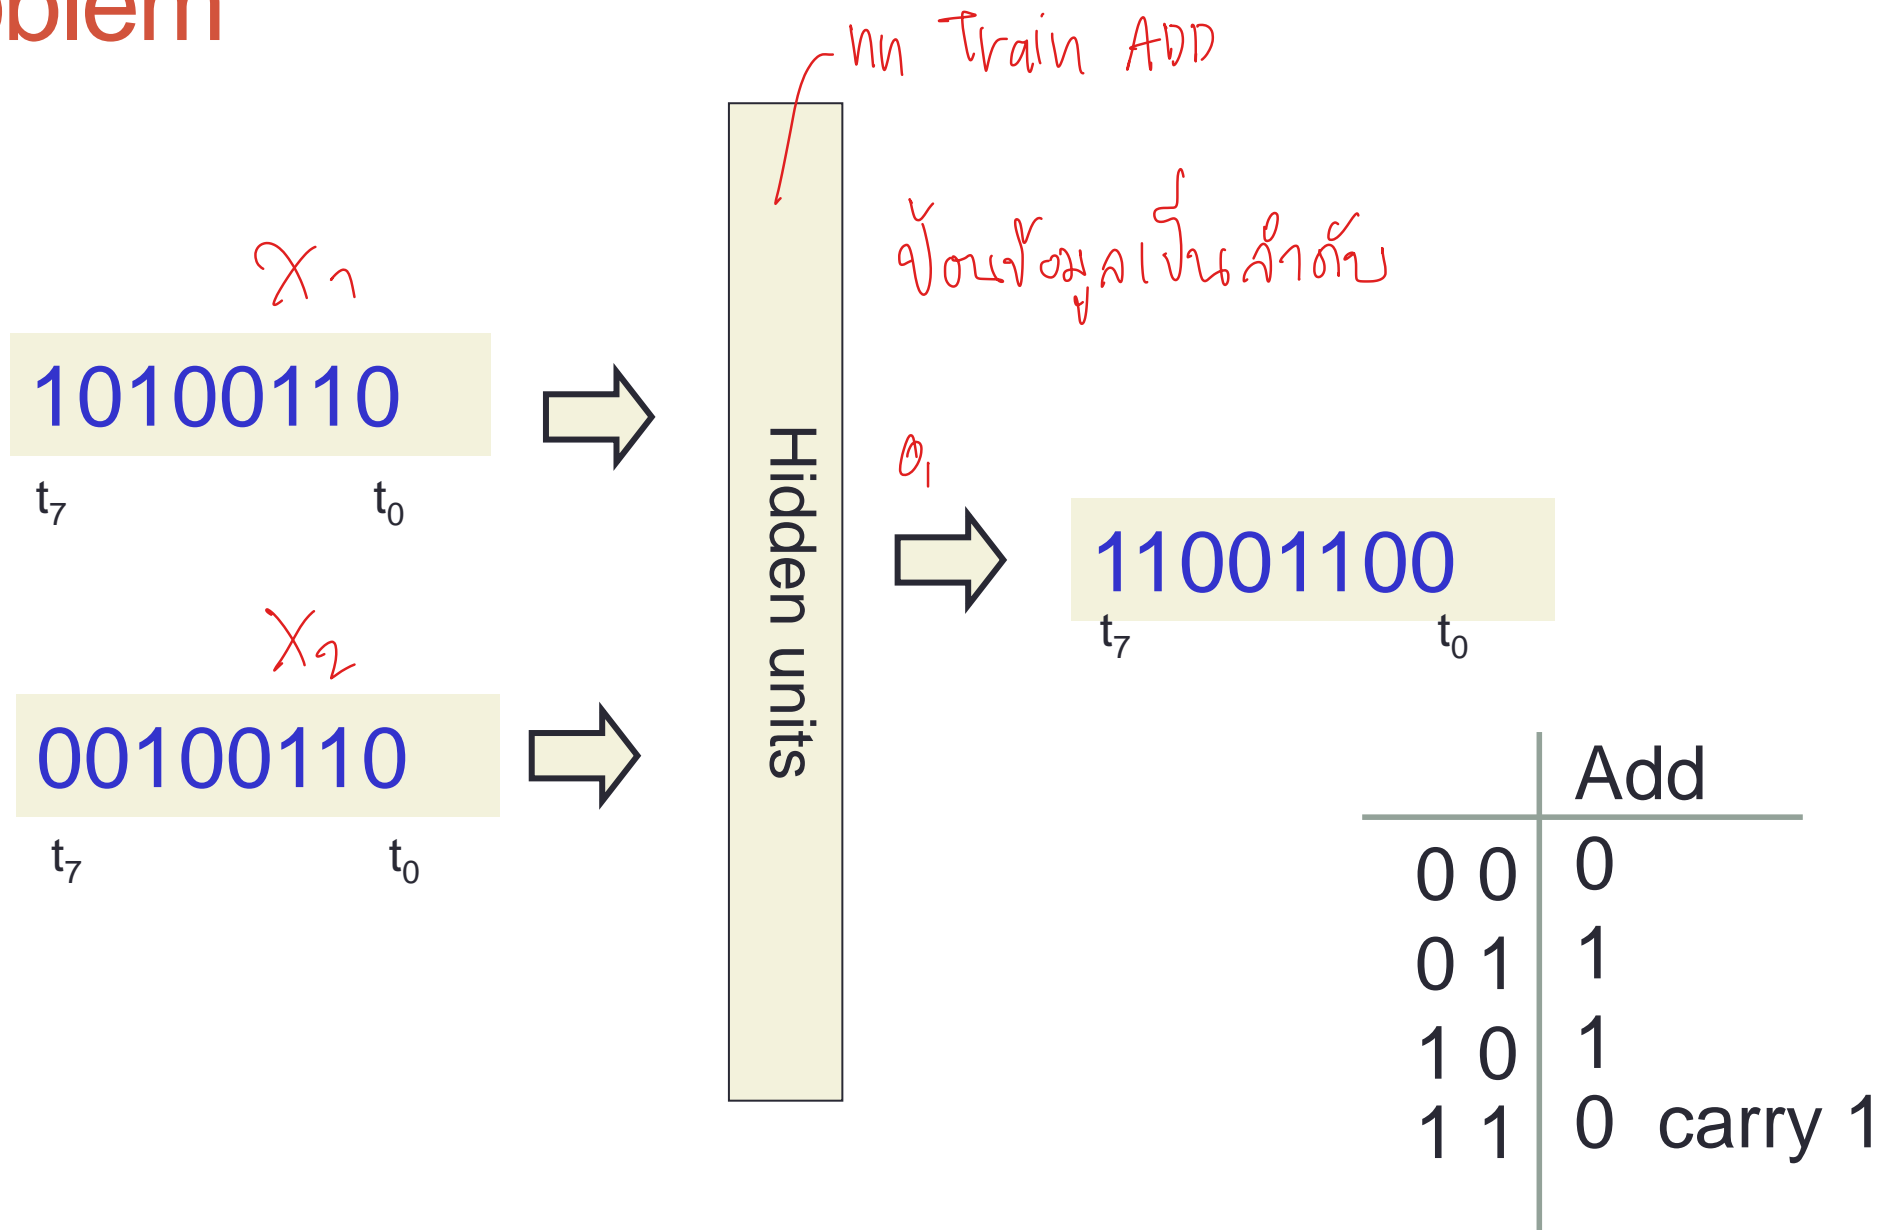 oblem
nn Train ADD
ป้อนข้อมูลเป็นลำดับ
X1
10100110
t7 t0
Hidden units
O1
11001100
t7 t0
X2
00100110
t7 t0
Add
0 0 0
0 1 1
1 0 1
1 1 0 carry 1